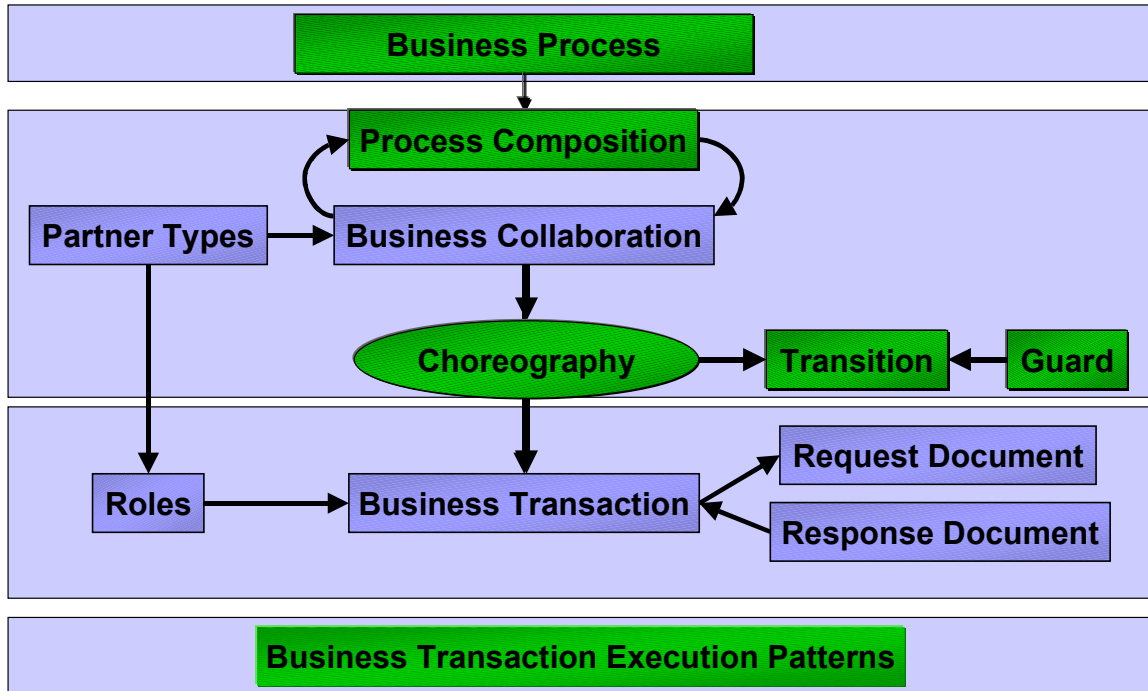 Business Process
Process Composition
Partner Types
Business Collaboration
Choreography
Transition
Guard
Request Document
Roles
Business Transaction
Response Document
Business Transaction Execution Patterns